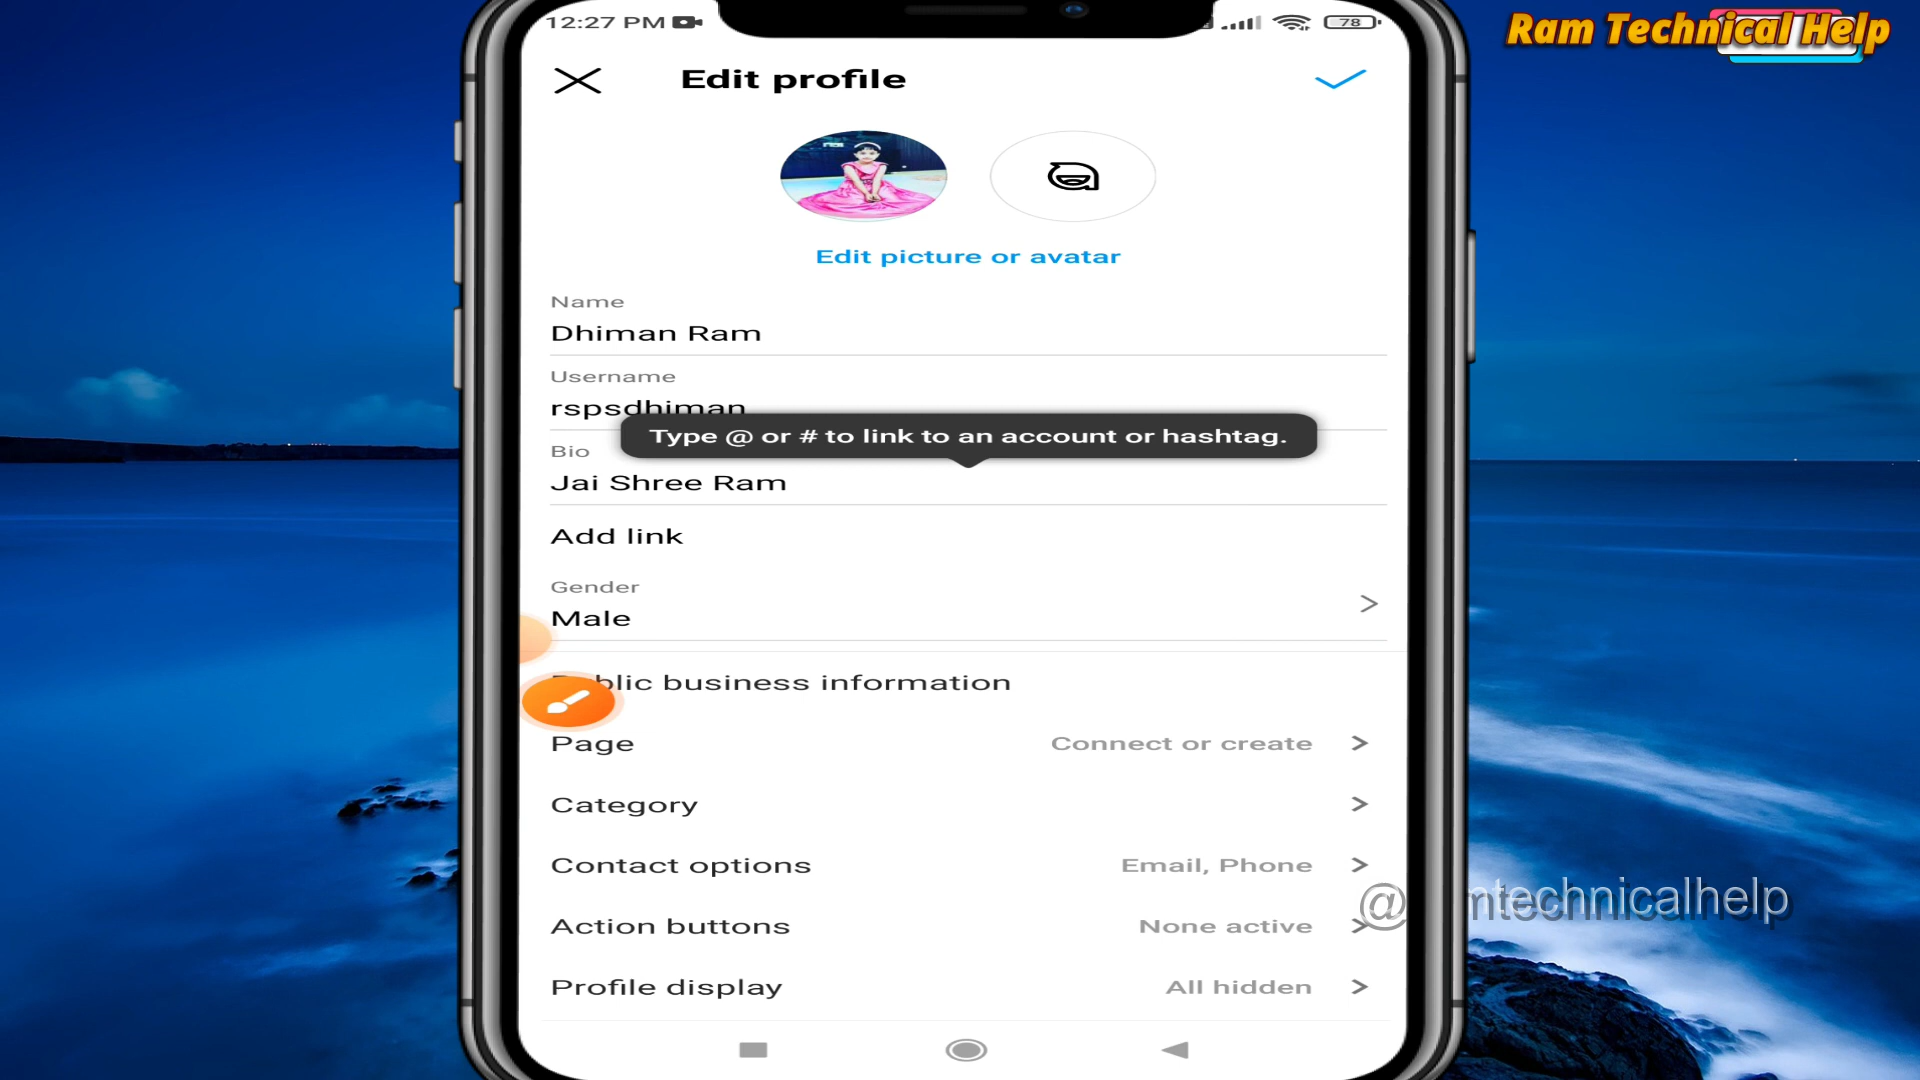 12:27 PM
78
Ram Technical Help
Edit profile
Edit picture or avatar
Name
Dhiman Ram
Username
rspsdhiman
Type @ or # to link to an account or hashtag.
Bio
Jai Shree Ram
Add link
Gender
Male
blic business information
Page
Connect or create
Category
Contact options
Email, Phone
@ mtechnicalhelp
Action buttons
None active
Profile display
All hidden